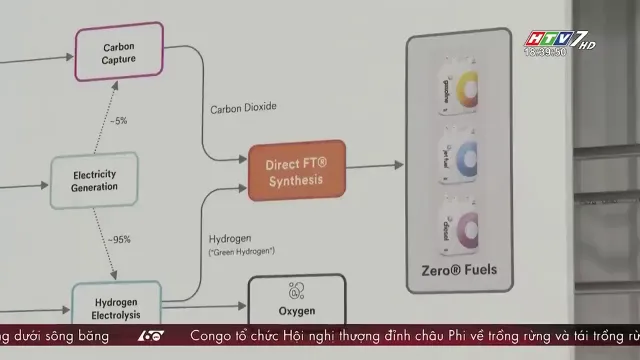 HTV7 HD
18:39:50
Carbon
Capture
~5%
Carbon Dioxide
Electricity
Generation
Direct FT®
Synthesis
gasoline
jet fuel
diesel
~95%
Hydrogen
("Green Hydrogen")
Zero® Fuels
Hydrogen
Electrolysis
Oxygen
ng dưới sông băng
Congo tổ chức Hội nghị thượng đỉnh châu Phi về trồng rừng và tái trồng rừ